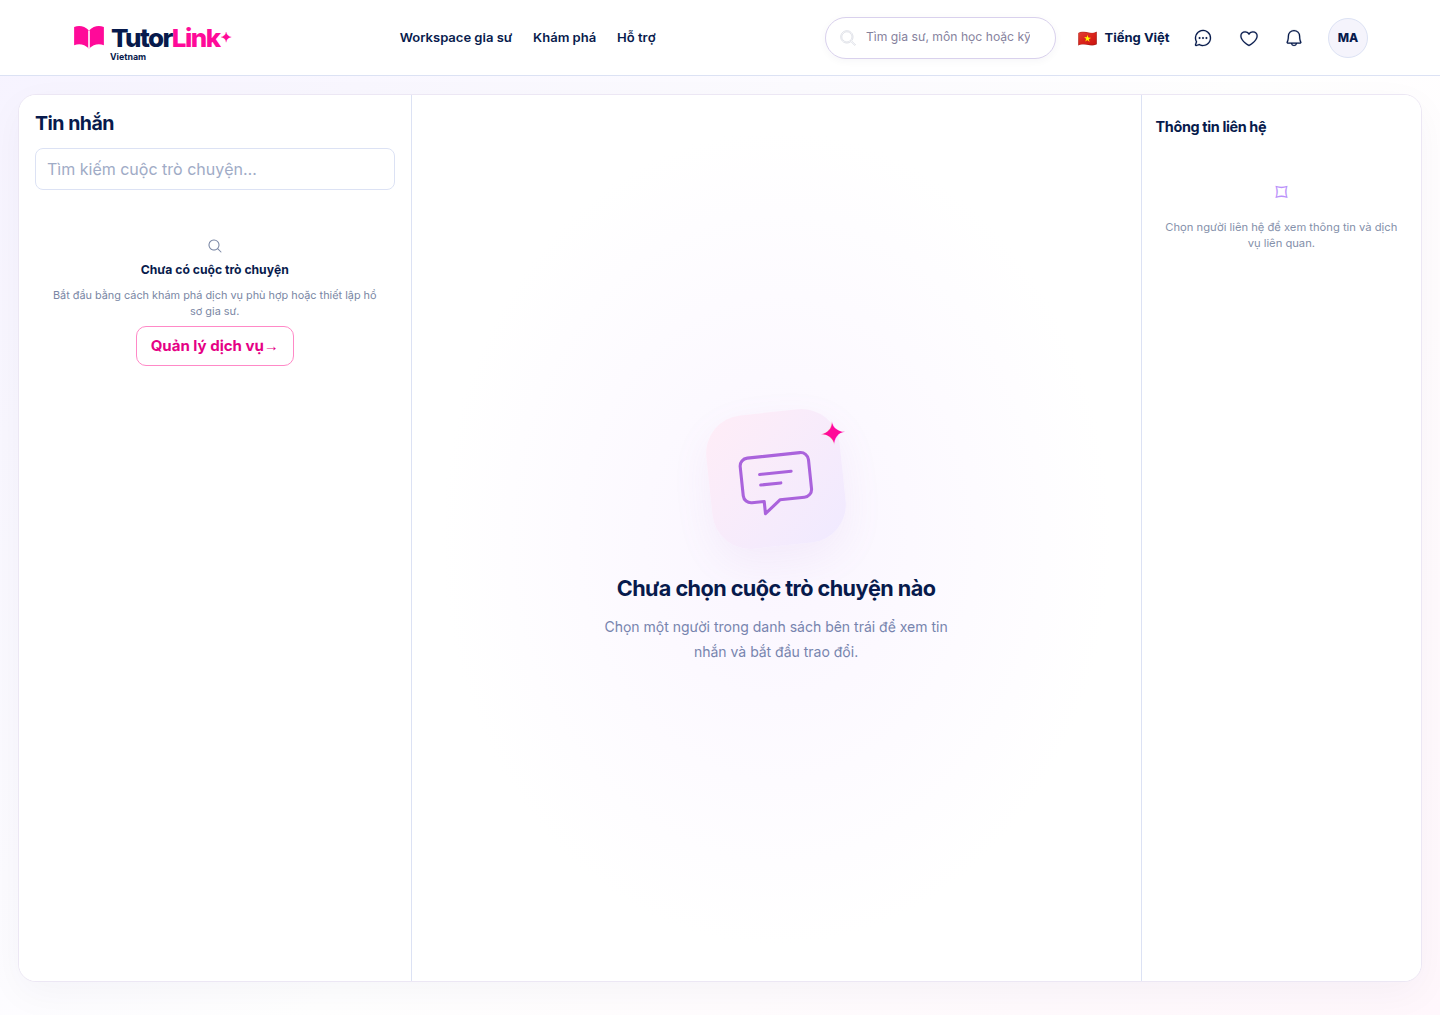 TutorLink
Vietnam
Workspace gia sư
Khám phá
Hỗ trợ
Tìm gia sư, môn học hoặc kỹ
Tiếng Việt
MA
Tin nhắn
Tìm kiếm cuộc trò chuyện...
Chưa có cuộc trò chuyện
Bắt đầu bằng cách khám phá dịch vụ phù hợp hoặc thiết lập hồ
sơ gia sư.
Quản lý dịch vụ→
Chưa chọn cuộc trò chuyện nào
Chọn một người trong danh sách bên trái để xem tin
nhắn và bắt đầu trao đổi.
Thông tin liên hệ
Chọn người liên hệ để xem thông tin và dịch
vụ liên quan.